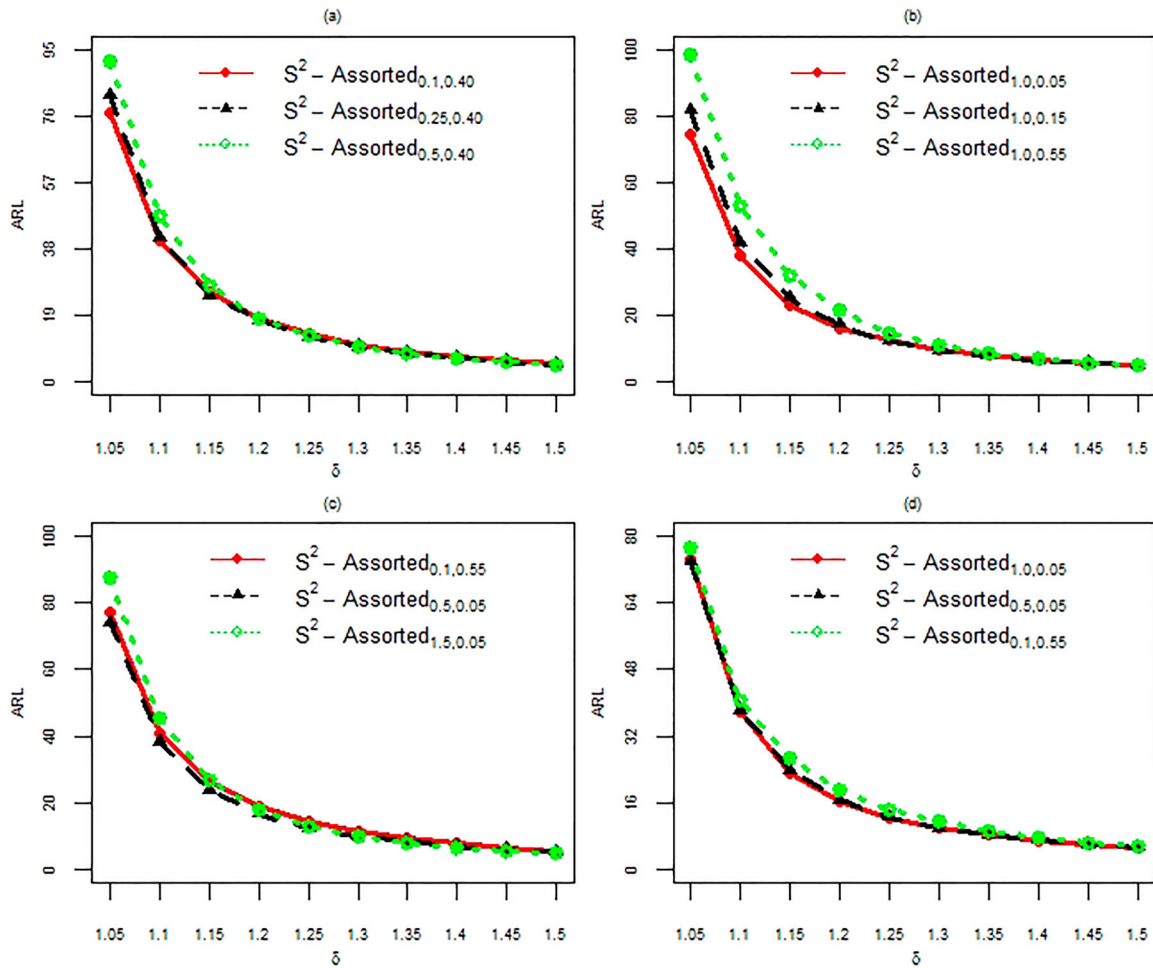 (a)
ARL
95
76
57
38
19
0
S² – Assorted₀.₁,₀.₄₀
S² – Assorted₀.₂₅,₀.₄₀
S² – Assorted₀.₅,₀.₄₀
1.05 1.1 1.15 1.2 1.25 1.3 1.35 1.4 1.45 1.5
δ
(b)
ARL
100
80
60
40
20
0
S² – Assorted₁.₀,₀.₀₅
S² – Assorted₁.₀,₀.₁₅
S² – Assorted₁.₀,₀.₅₅
1.05 1.1 1.15 1.2 1.25 1.3 1.35 1.4 1.45 1.5
δ
(c)
ARL
100
80
60
40
20
0
S² – Assorted₀.₁,₀.₅₅
S² – Assorted₀.₅,₀.₀₅
S² – Assorted₁.₅,₀.₀₅
1.05 1.1 1.15 1.2 1.25 1.3 1.35 1.4 1.45 1.5
δ
(d)
ARL
80
64
48
32
16
0
S² – Assorted₁.₀,₀.₀₅
S² – Assorted₀.₅,₀.₀₅
S² – Assorted₀.₁,₀.₅₅
1.05 1.1 1.15 1.2 1.25 1.3 1.35 1.4 1.45 1.5
δ